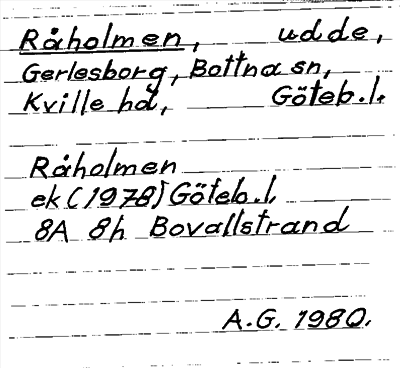 Råholmen, udde,
Gerlesborg, Bottna sn,
Kville hd, Göteb.l.
Råholmen
ek (1978) Göteb.l.
8A 8h Bovallstrand
A.G. 1980.